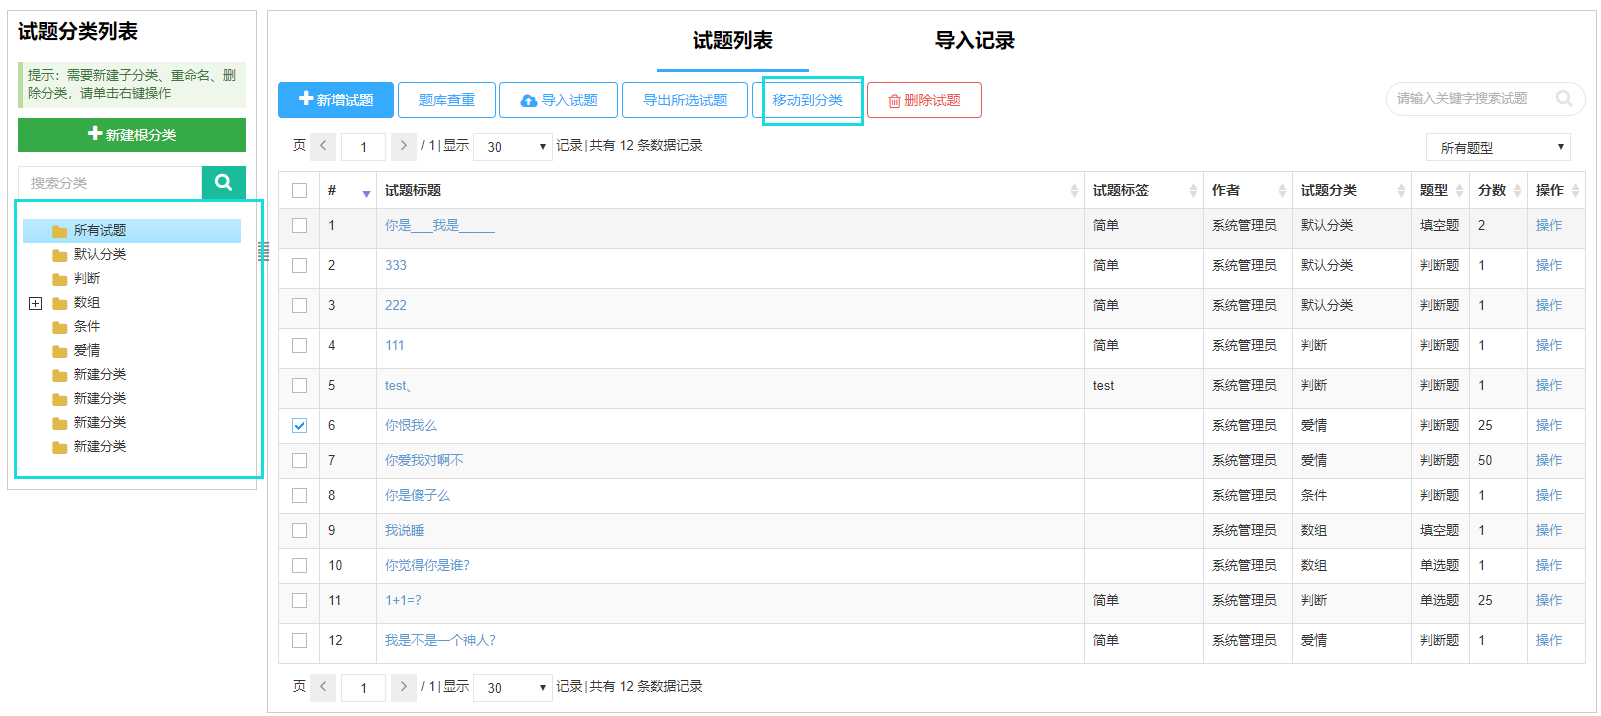 试题分类列表
提示：需要新建子分类、重命名、删
除分类，请单击右键操作
新建根分类
搜索分类
所有试题
默认分类
判断
数组
条件
爱情
新建分类
新建分类
新建分类
新建分类
试题列表 导入记录
新增试题 题库查重 导入试题 导出所选试题 移动到分类 删除试题 请输入关键字搜索试题
页 < 1 > / 1|显示 30 记录|共有 12 条数据记录 所有题型
# 试题标题 试题标签 作者 试题分类 题型 分数 操作
1 你是___我是_____ 简单 系统管理员 默认分类 填空题 2 操作
2 333 简单 系统管理员 默认分类 判断题 1 操作
3 222 简单 系统管理员 默认分类 判断题 1 操作
4 111 简单 系统管理员 判断 判断题 1 操作
5 test、 test 系统管理员 判断 判断题 1 操作
6 你恨我么 系统管理员 爱情 判断题 25 操作
7 你爱我对啊不 系统管理员 爱情 判断题 50 操作
8 你是傻子么 系统管理员 条件 判断题 1 操作
9 我说睡 系统管理员 数组 填空题 1 操作
10 你觉得你是谁? 系统管理员 数组 单选题 1 操作
11 1+1=? 简单 系统管理员 判断 单选题 25 操作
12 我是不是一个神人? 简单 系统管理员 爱情 判断题 1 操作
页 < 1 > / 1|显示 30 记录|共有 12 条数据记录